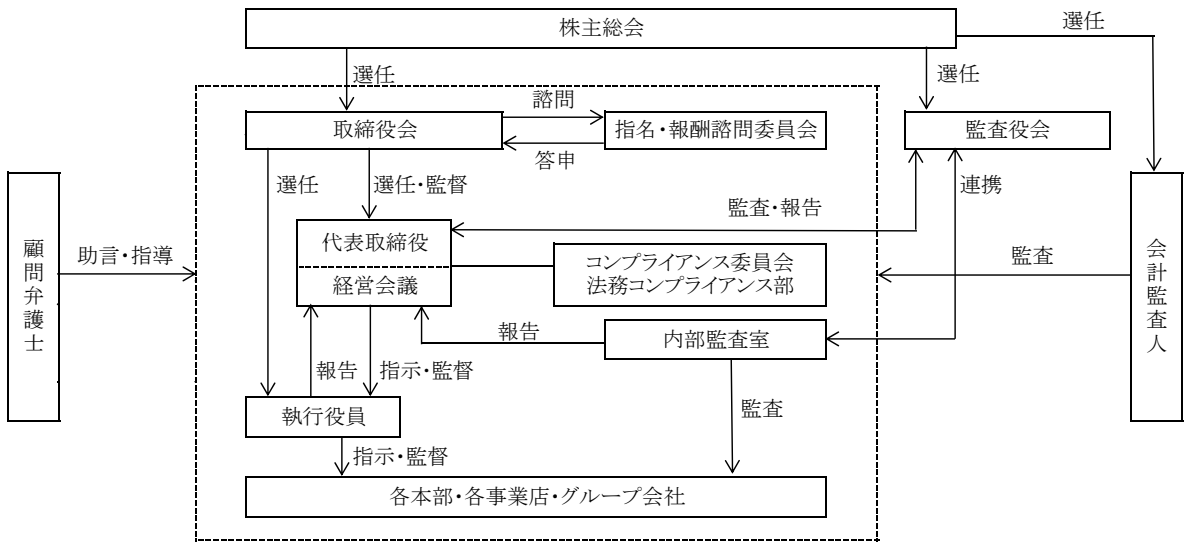 株主総会
選任
選任
選任
諮問
取締役会
指名・報酬諮問委員会
監査役会
答申
選任
選任・監督
連携
監査・報告
顧問弁護士
助言・指導
代表取締役
経営会議
コンプライアンス委員会
法務コンプライアンス部
監査
会計監査人
報告
内部監査室
報告
指示・監督
執行役員
監査
指示・監督
各本部・各事業店・グループ会社